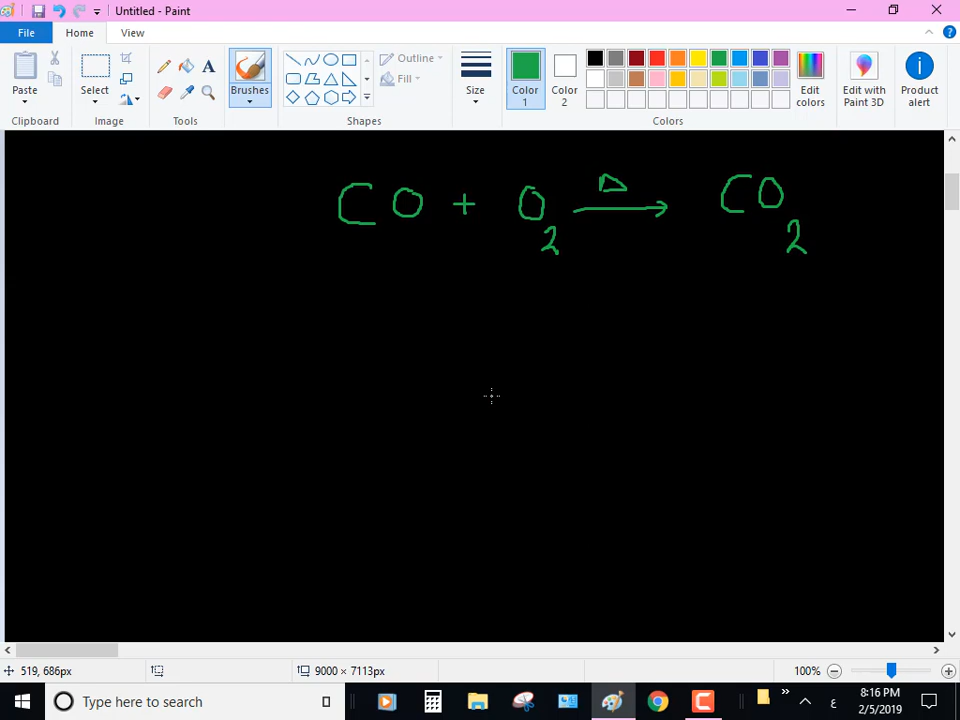 Untitled - Paint
File Home View
Paste Select Brushes Outline Fill Size Color 1 Color 2 Edit colors Edit with Paint 3D Product alert
Clipboard Image Tools Shapes Colors
CO + O2 →Δ CO2
519, 686px 9000 × 7113px 100%
Type here to search
ع
8:16 PM
2/5/2019